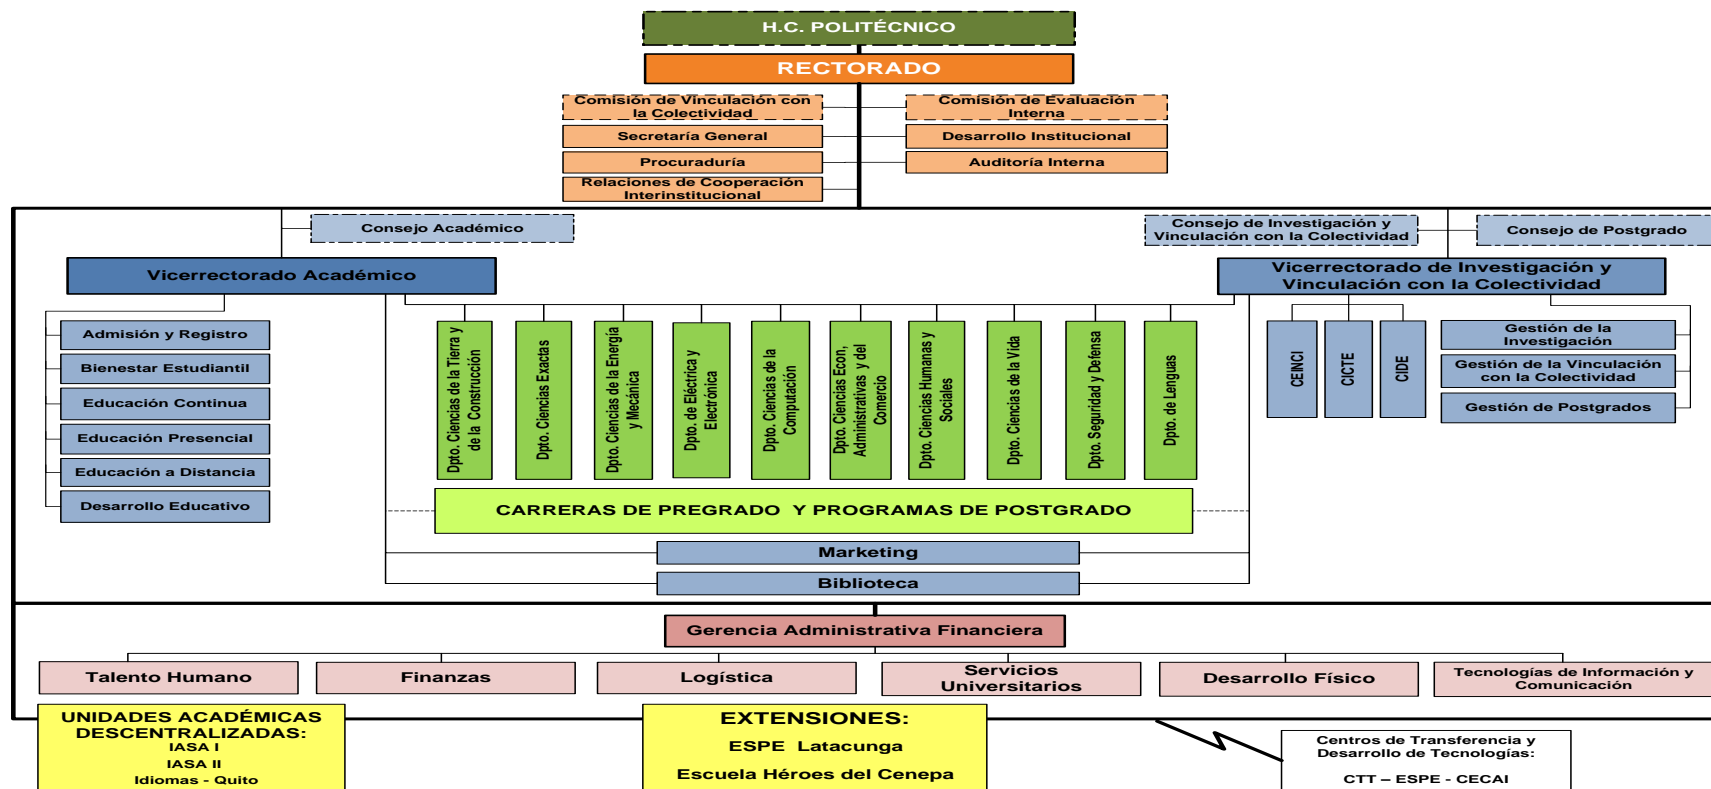 H.C. POLITÉCNICO
RECTORADO
Comisión de Vinculación con
la Colectividad
Comisión de Evaluación
Interna
Secretaría General
Desarrollo Institucional
Procuraduría
Auditoría Interna
Relaciones de Cooperación
Interinstitucional
Consejo Académico
Consejo de Investigación y
Vinculación con la Colectividad
Consejo de Postgrado
Vicerrectorado Académico
Vicerrectorado de Investigación y
Vinculación con la Colectividad
Admisión y Registro
Bienestar Estudiantil
Educación Continua
Educación Presencial
Educación a Distancia
Desarrollo Educativo
Dpto. Ciencias de la Tierra y
de la Construcción
Dpto. Ciencias Exactas
Dpto. Ciencias de la Energía
y Mecánica
Dpto. de Eléctrica y
Electrónica
Dpto. Ciencias de la
Computación
Dpto. Ciencias Econ,
Administrativas y del
Comercio
Dpto. Ciencias Humanas y
Sociales
Dpto. Ciencias de la Vida
Dpto. Seguridad y Defensa
Dpto. de Lenguas
CEINCI
CICTE
CIDE
Gestión de la
Investigación
Gestión de la Vinculación
con la Colectividad
Gestión de Postgrados
CARRERAS DE PREGRADO Y PROGRAMAS DE POSTGRADO
Marketing
Biblioteca
Gerencia Administrativa Financiera
Talento Humano
Finanzas
Logística
Servicios
Universitarios
Desarrollo Físico
Tecnologías de Información y
Comunicación
UNIDADES ACADÉMICAS
DESCENTRALIZADAS:
IASA I
IASA II
Idiomas - Quito
EXTENSIONES:
ESPE Latacunga
Escuela Héroes del Cenepa
Centros de Transferencia y
Desarrollo de Tecnologías:
CTT – ESPE - CECAI